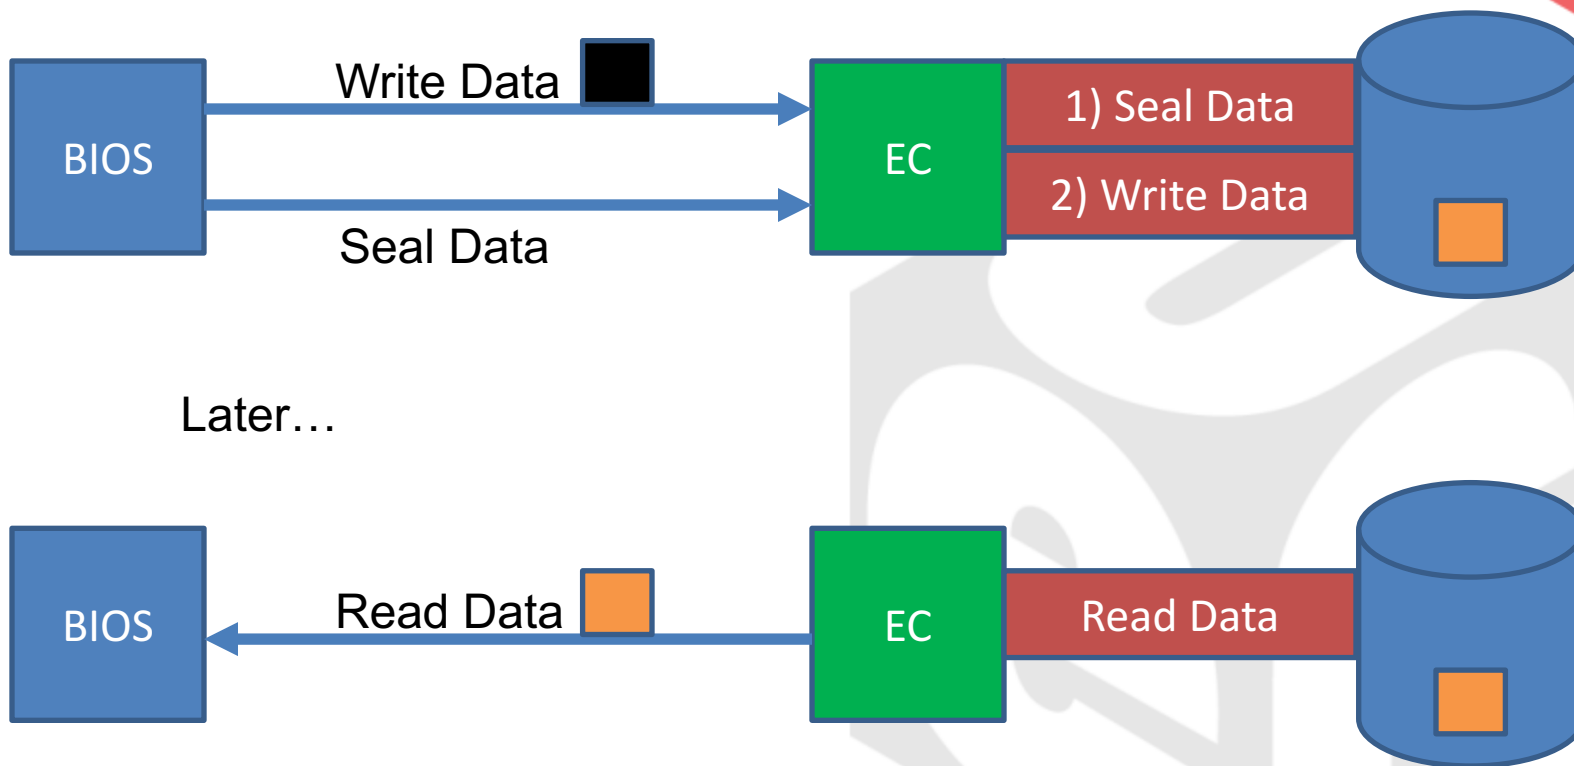 Write Data
BIOS
EC
1) Seal Data
2) Write Data
Seal Data
Later…
BIOS
Read Data
EC
Read Data